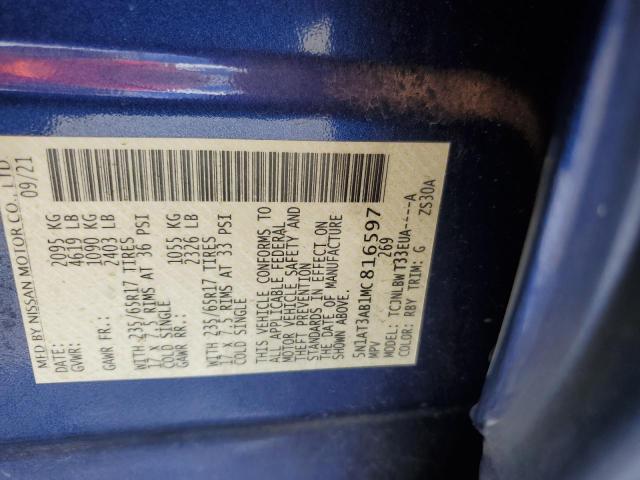 MFD BY NISSAN MOTOR CO., LTD
DATE: 09/21
GVWR: 2095 KG
4619 LB
GAWR FR.: 1090 KG
2403 LB
WITH 235/65R17 TIRES
17 X 7.5 RIMS AT 36 PSI
COLD SINGLE
GAWR RR.: 1055 KG
2326 LB
WITH 235/65R17 TIRES
17 X 7.5 RIMS AT 33 PSI
COLD SINGLE
THIS VEHICLE CONFORMS TO
ALL APPLICABLE FEDERAL
MOTOR VEHICLE SAFETY AND
THEFT PREVENTION
STANDARDS IN EFFECT ON
THE DATE OF MANUFACTURE
SHOWN ABOVE.
5N1AT3AB1MC816597
MPV 269
MODEL: TCJNLBWT33EUA----A
COLOR: RBY TRIM: G ZS30A